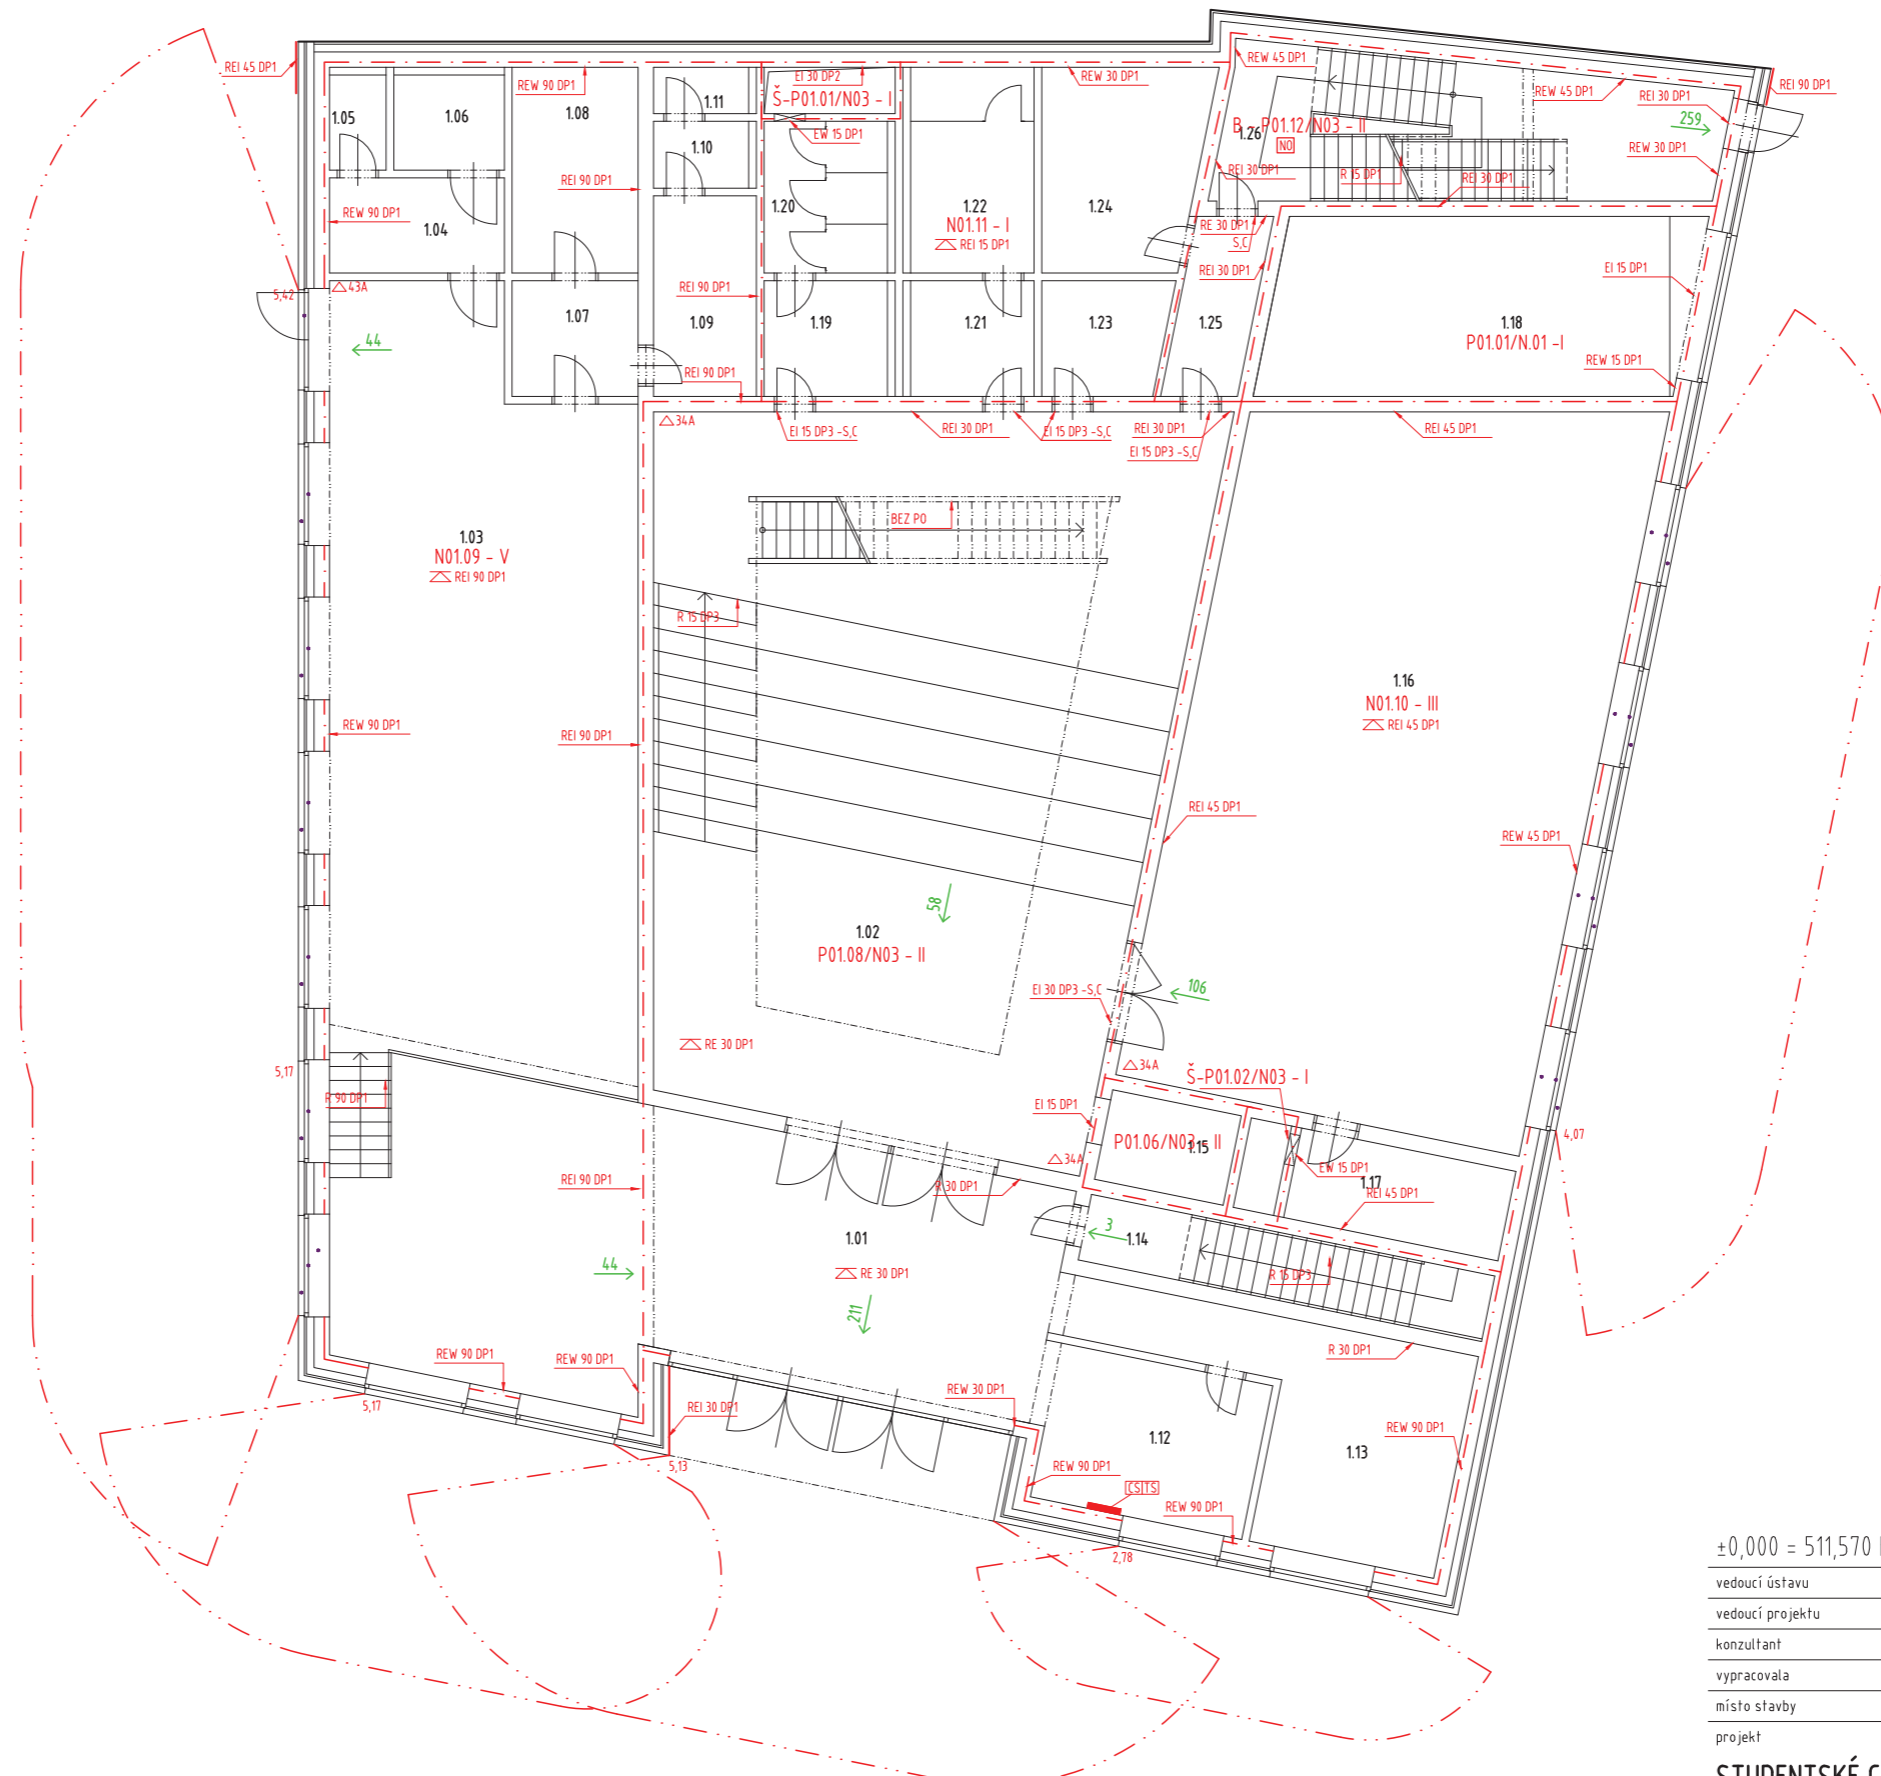 REI 45 DP1
REW 90 DP1
EI 30 DP2
Š-P01.01/N03 - I
EW 15 DP1
REW 30 DP1
REW 45 DP1
REW 45 DP1
REI 30 DP1
REI 90 DP1
259
REW 30 DP1
1.05
1.06
1.08
1.11
1.10
1.26
B - P01.12/N03 - II
NO
R 15 DP1
REI 30 DP1
REI 30 DP1
REI 90 DP1
REW 90 DP1
1.04
1.20
1.22
N01.11 - I
REI 15 DP1
1.24
RE 30 DP1
S,C
REI 30 DP1
EI 15 DP1
5,42
43A
44
1.07
REI 90 DP1
1.09
1.19
1.21
1.23
1.25
1.18
P01.01/N.01 -I
REW 15 DP1
REI 90 DP1
34A
EI 15 DP3 -S,C
REI 30 DP1
EI 15 DP3 -S,C
REI 30 DP1
EI 15 DP3 -S,C
REI 45 DP1
BEZ PO
1.03
N01.09 - V
REI 90 DP1
R 15 DP3
1.16
N01.10 - III
REI 45 DP1
REW 90 DP1
REI 90 DP1
REI 45 DP1
REW 45 DP1
58
1.02
P01.08/N03 - II
106
EI 30 DP3 -S,C
RE 30 DP1
34A
5,17
R 90 DP1
Š-P01.02/N03 - I
EI 15 DP1
4,07
P01.06/N03 - II
1.15
34A
EW 15 DP1
1.17
REI 45 DP1
REI 90 DP1
R 30 DP1
3
1.14
1.01
44
RE 30 DP1
R 15 DP3
211
REW 90 DP1
REW 90 DP1
R 30 DP1
REW 30 DP1
5,17
REI 30 DP1
1.12
1.13
REW 90 DP1
5,13
REW 90 DP1
CS TS
REW 90 DP1
2,78
±0,000 = 511,570
vedoucí ústavu
vedoucí projektu
konzultant
vypracovala
místo stavby
projekt
STUDENTSKÉ